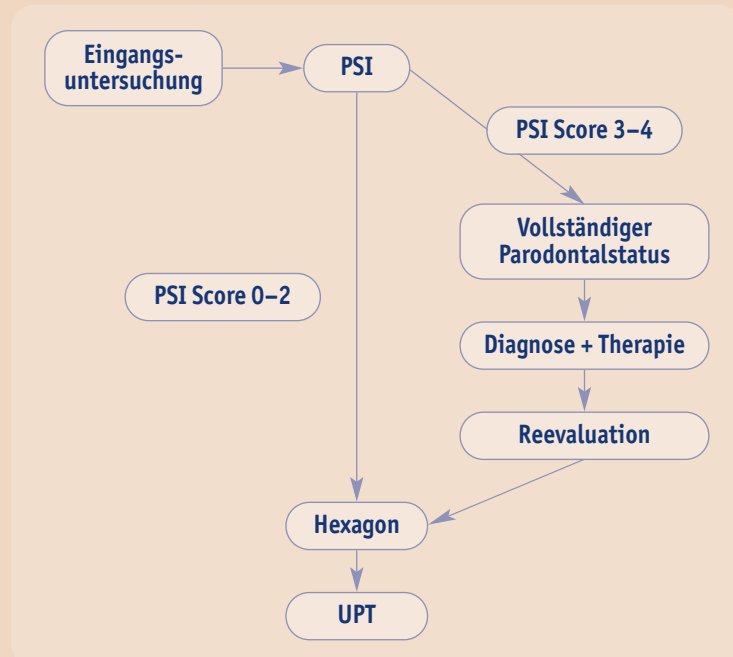 Eingangs-
untersuchung
PSI
PSI Score 3–4
Vollständiger
Parodontalstatus
PSI Score 0–2
Diagnose + Therapie
Reevaluation
Hexagon
UPT